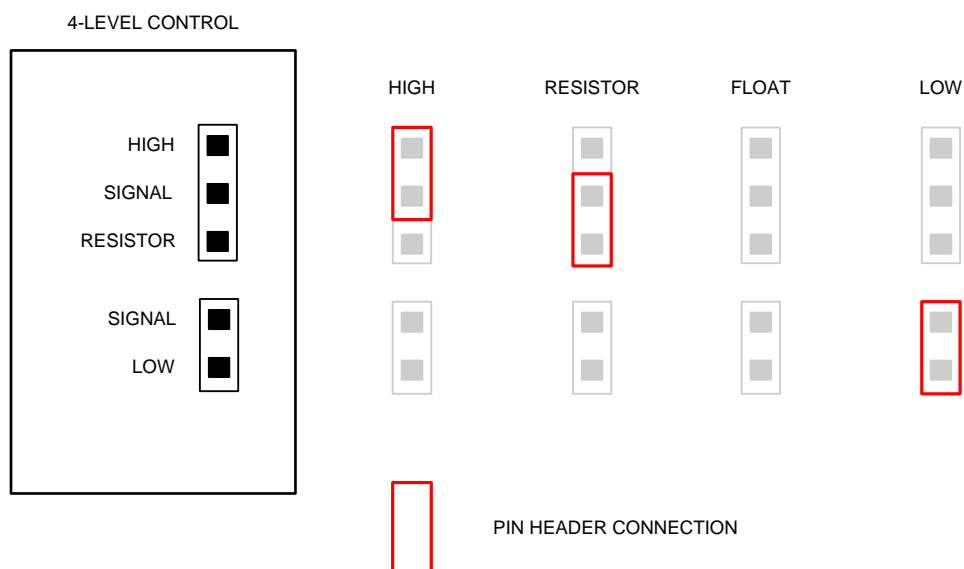 4-LEVEL CONTROL
HIGH
SIGNAL
RESISTOR
SIGNAL
LOW
HIGH RESISTOR FLOAT LOW
PIN HEADER CONNECTION